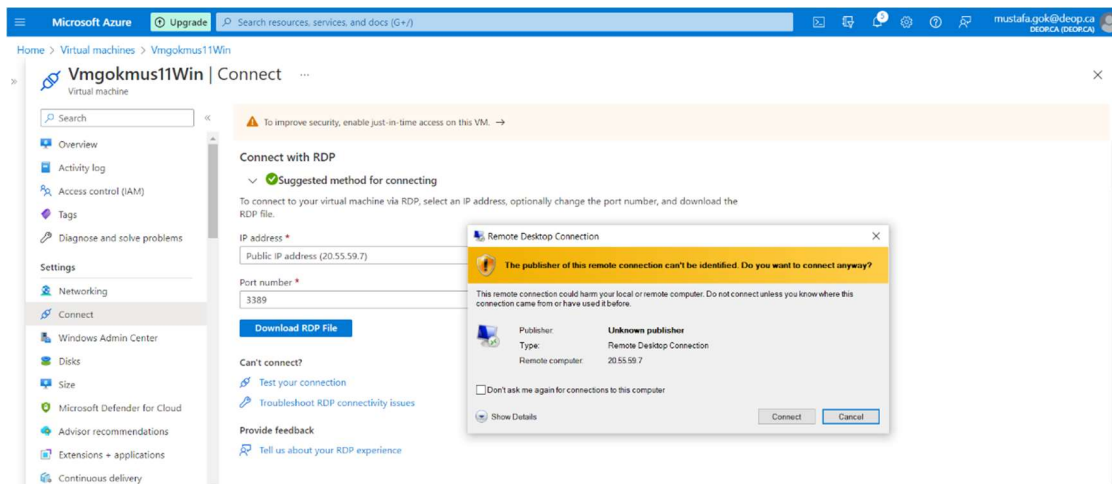 Microsoft Azure
Upgrade
Search resources, services, and docs (G+/)
mustafa.gok@deop.ca
DEOP.CA (DEOP.CA)
Home > Virtual machines > Vmgokmus11Win
Vmgokmus11Win | Connect ...
Virtual machine
Search
Overview
Activity log
Access control (IAM)
Tags
Diagnose and solve problems
Settings
Networking
Connect
Windows Admin Center
Disks
Size
Microsoft Defender for Cloud
Advisor recommendations
Extensions + applications
Continuous delivery
To improve security, enable just-in-time access on this VM. →
Connect with RDP
Suggested method for connecting
To connect to your virtual machine via RDP, select an IP address, optionally change the port number, and download the
RDP file.
IP address *
Public IP address (20.55.59.7)
Port number *
3389
Download RDP File
Can't connect?
Test your connection
Troubleshoot RDP connectivity issues
Provide feedback
Tell us about your RDP experience
Remote Desktop Connection
The publisher of this remote connection can't be identified. Do you want to connect anyway?
This remote connection could harm your local or remote computer. Do not connect unless you know where this
connection came from or have used it before.
Publisher: Unknown publisher
Type: Remote Desktop Connection
Remote computer: 20.55.59.7
Don't ask me again for connections to this computer
Show Details
Connect
Cancel